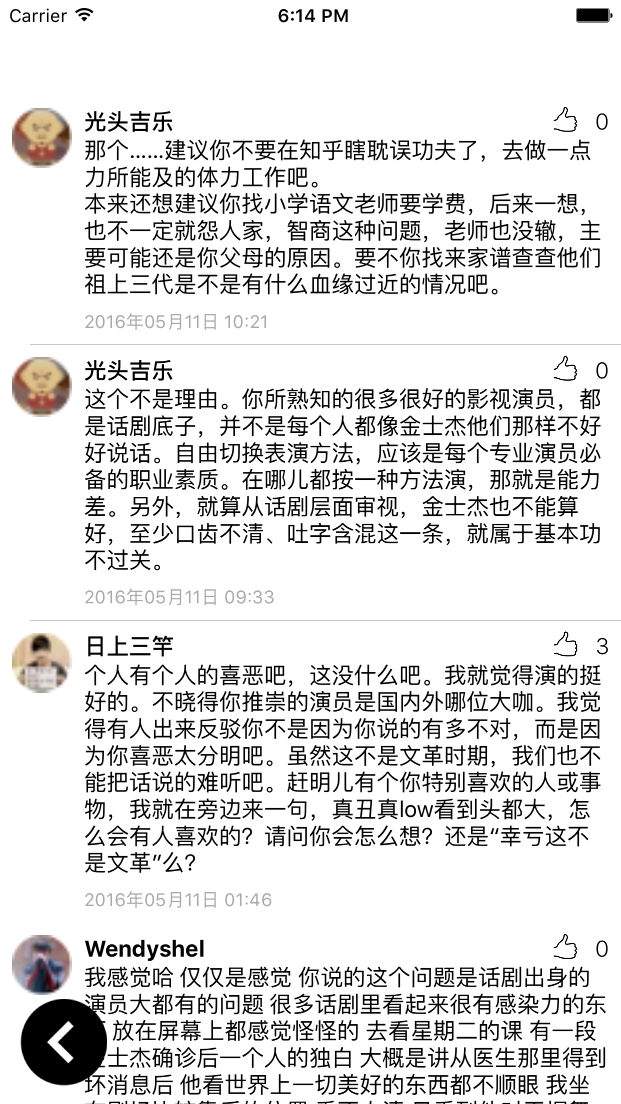 Carrier 6:14 PM
光头吉乐 0
那个……建议你不要在知乎瞎耽误功夫了，去做一点
力所能及的体力工作吧。
本来还想建议你找小学语文老师要学费，后来一想，
也不一定就怨人家，智商这种问题，老师也没辙，主
要可能还是你父母的原因。要不你找来家谱查查他们
祖上三代是不是有什么血缘过近的情况吧。
2016年05月11日 10:21
光头吉乐 0
这个不是理由。你所熟知的很多很好的影视演员，都
是话剧底子，并不是每个人都像金士杰他们那样不好
好说话。自由切换表演方法，应该是每个专业演员必
备的职业素质。在哪儿都按一种方法演，那就是能力
差。另外，就算从话剧层面审视，金士杰也不能算
好，至少口齿不清、吐字含混这一条，就属于基本功
不过关。
2016年05月11日 09:33
日上三竿 3
个人有个人的喜恶吧，这没什么吧。我就觉得演的挺
好的。不晓得你推崇的演员是国内外哪位大咖。我觉
得有人出来反驳你不是因为你说的有多不对，而是因
为你喜恶太分明吧。虽然这不是文革时期，我们也不
能把话说的难听吧。赶明儿有个你特别喜欢的人或事
物，我就在旁边来一句，真丑真low看到头都大，怎
么会有人喜欢的？请问你会怎么想？还是“幸亏这不
是文革”么？
2016年05月11日 01:46
Wendyshel 0
我感觉哈 仅仅是感觉 你说的这个问题是话剧出身的
演员大都有的问题 很多话剧里看起来很有感染力的东
放在屏幕上都感觉怪怪的 去看星期二的课 有一段
士杰确诊后一个人的独白 大概是讲从医生那里得到
坏消息后 他看世界上一切美好的东西都不顺眼 我坐